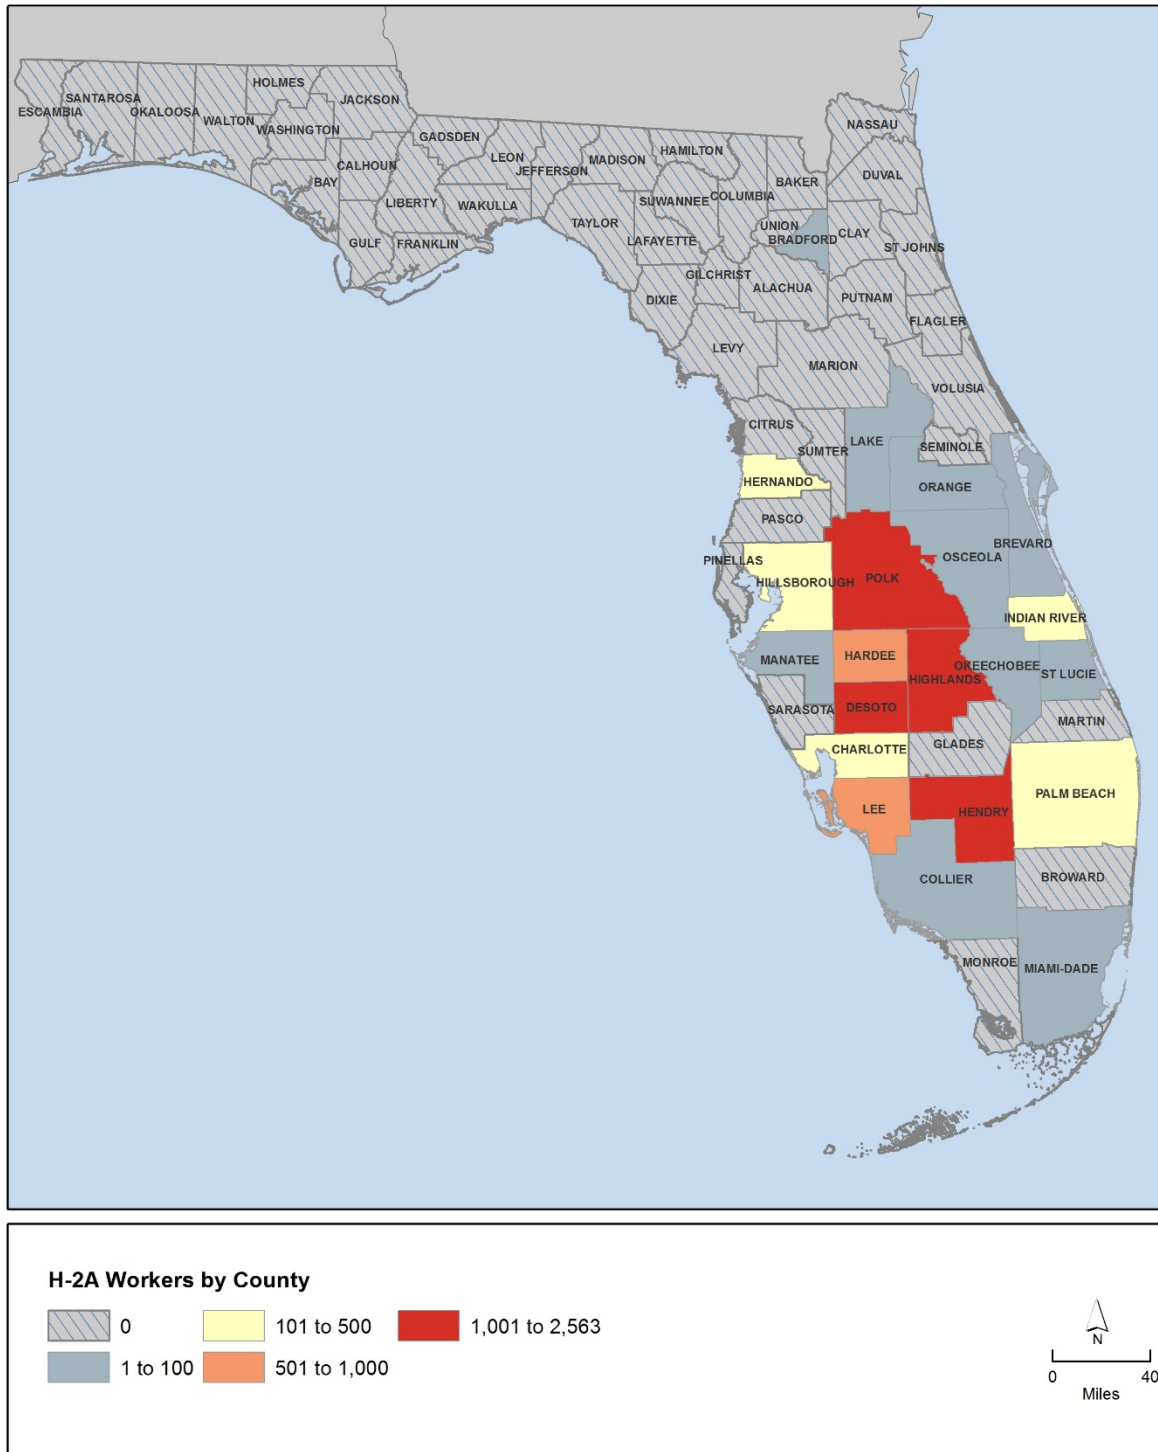 HOLMES
JACKSON
SANTAROSA
OKALOOSA
ESCAMBIA
WALTON
WASHINGTON
GADSDEN
LEON
JEFFERSON
MADISON
HAMILTON
NASSAU
DUVAL
BAKER
CALHOUN
BAY
LIBERTY
WAKULLA
TAYLOR
SUWANNEE
COLUMBIA
UNION
BRADFORD
CLAY
ST JOHNS
GULF
FRANKLIN
LAFAYETTE
GILCHRIST
ALACHUA
DIXIE
PUTNAM
FLAGLER
LEVY
MARION
VOLUSIA
CITRUS
SUMTER
LAKE
SEMINOLE
HERNANDO
ORANGE
PASCO
BREVARD
OSCEOLA
PINELLAS
HILLSBOROUGH
POLK
INDIAN RIVER
MANATEE
HARDEE
HIGHLANDS
OKEECHOBEE
ST LUCIE
SARASOTA
DESOTO
MARTIN
CHARLOTTE
GLADES
PALM BEACH
LEE
HENDRY
COLLIER
BROWARD
MONROE
MIAMI-DADE
H-2A Workers by County
0
101 to 500
1,001 to 2,563
1 to 100
501 to 1,000
N
0 40
Miles